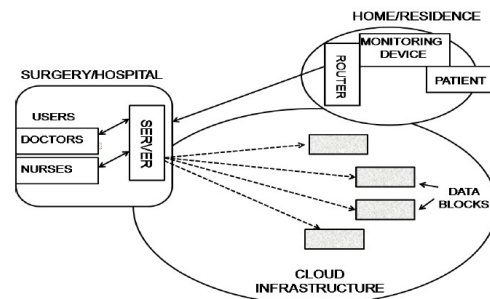 HOME/RESIDENCE
MONITORING
DEVICE
ROUTER
PATIENT
SURGERY/HOSPITAL
USERS
DOCTORS
NURSES
SERVER
DATA
BLOCKS
CLOUD
INFRASTRUCTURE